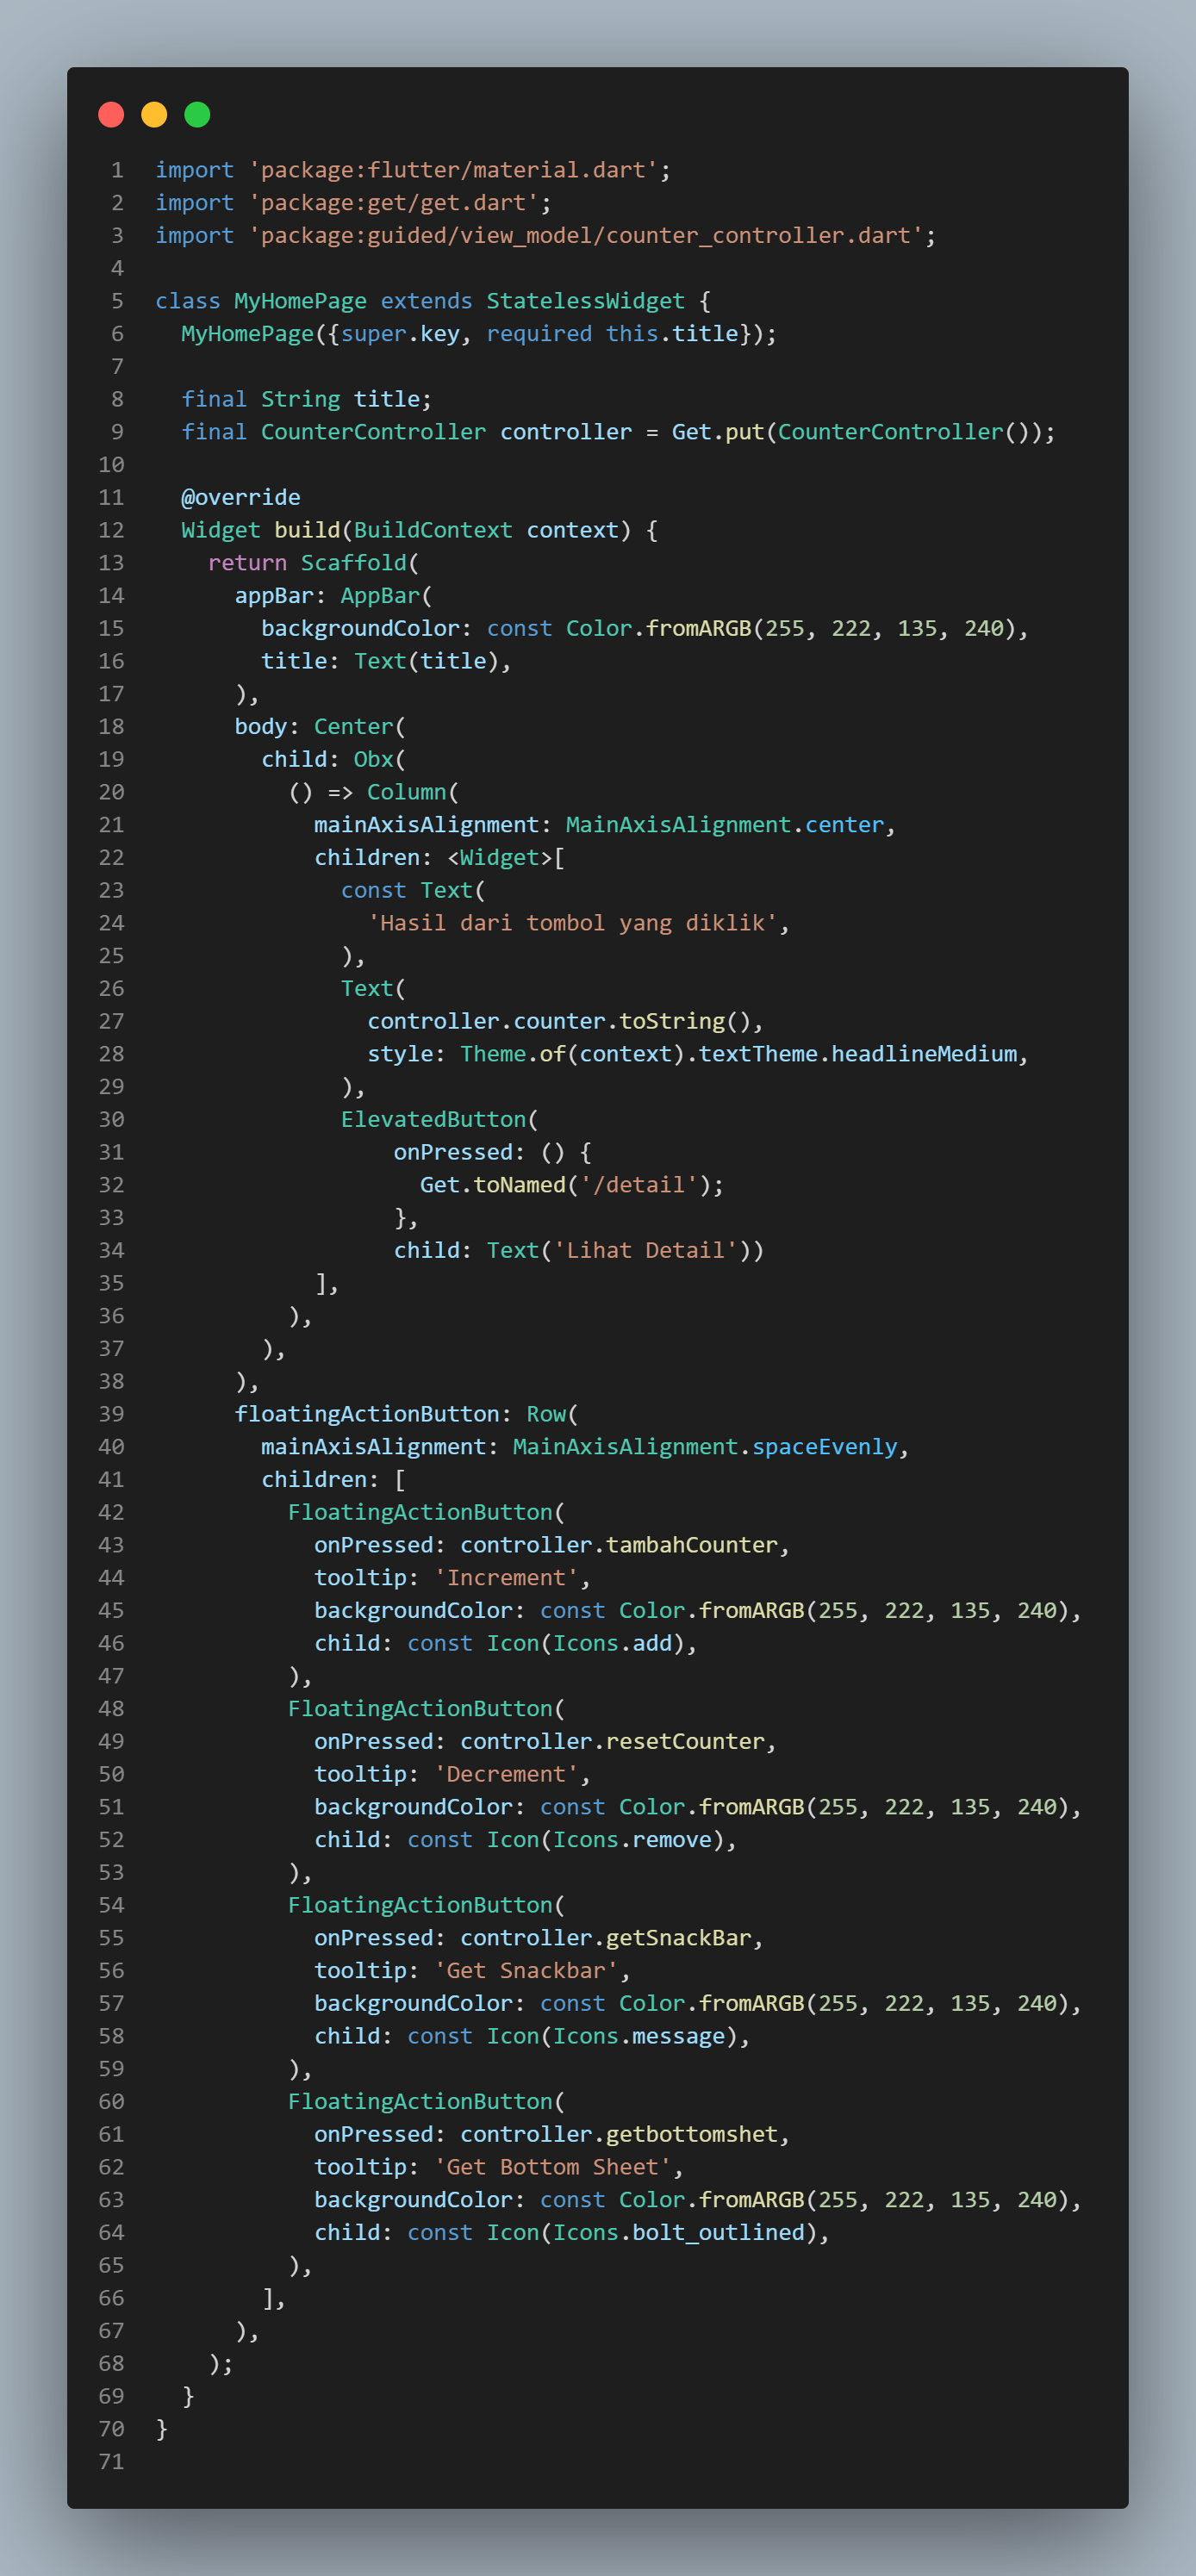 1 import 'package:flutter/material.dart';
2 import 'package:get/get.dart';
3 import 'package:guided/view_model/counter_controller.dart';
4
5 class MyHomePage extends StatelessWidget {
6   MyHomePage({super.key, required this.title});
7
8   final String title;
9   final CounterController controller = Get.put(CounterController());
10
11   @override
12   Widget build(BuildContext context) {
13     return Scaffold(
14       appBar: AppBar(
15         backgroundColor: const Color.fromARGB(255, 222, 135, 240),
16         title: Text(title),
17       ),
18       body: Center(
19         child: Obx(
20           () => Column(
21             mainAxisAlignment: MainAxisAlignment.center,
22             children: <Widget>[
23               const Text(
24                 'Hasil dari tombol yang diklik',
25               ),
26               Text(
27                 controller.counter.toString(),
28                 style: Theme.of(context).textTheme.headlineMedium,
29               ),
30               ElevatedButton(
31                   onPressed: () {
32                     Get.toNamed('/detail');
33                   },
34                   child: Text('Lihat Detail'))
35             ],
36           ),
37         ),
38       ),
39       floatingActionButton: Row(
40         mainAxisAlignment: MainAxisAlignment.spaceEvenly,
41         children: [
42           FloatingActionButton(
43             onPressed: controller.tambahCounter,
44             tooltip: 'Increment',
45             backgroundColor: const Color.fromARGB(255, 222, 135, 240),
46             child: const Icon(Icons.add),
47           ),
48           FloatingActionButton(
49             onPressed: controller.resetCounter,
50             tooltip: 'Decrement',
51             backgroundColor: const Color.fromARGB(255, 222, 135, 240),
52             child: const Icon(Icons.remove),
53           ),
54           FloatingActionButton(
55             onPressed: controller.getSnackBar,
56             tooltip: 'Get Snackbar',
57             backgroundColor: const Color.fromARGB(255, 222, 135, 240),
58             child: const Icon(Icons.message),
59           ),
60           FloatingActionButton(
61             onPressed: controller.getbottomshet,
62             tooltip: 'Get Bottom Sheet',
63             backgroundColor: const Color.fromARGB(255, 222, 135, 240),
64             child: const Icon(Icons.bolt_outlined),
65           ),
66         ],
67       ),
68     );
69   }
70 }
71